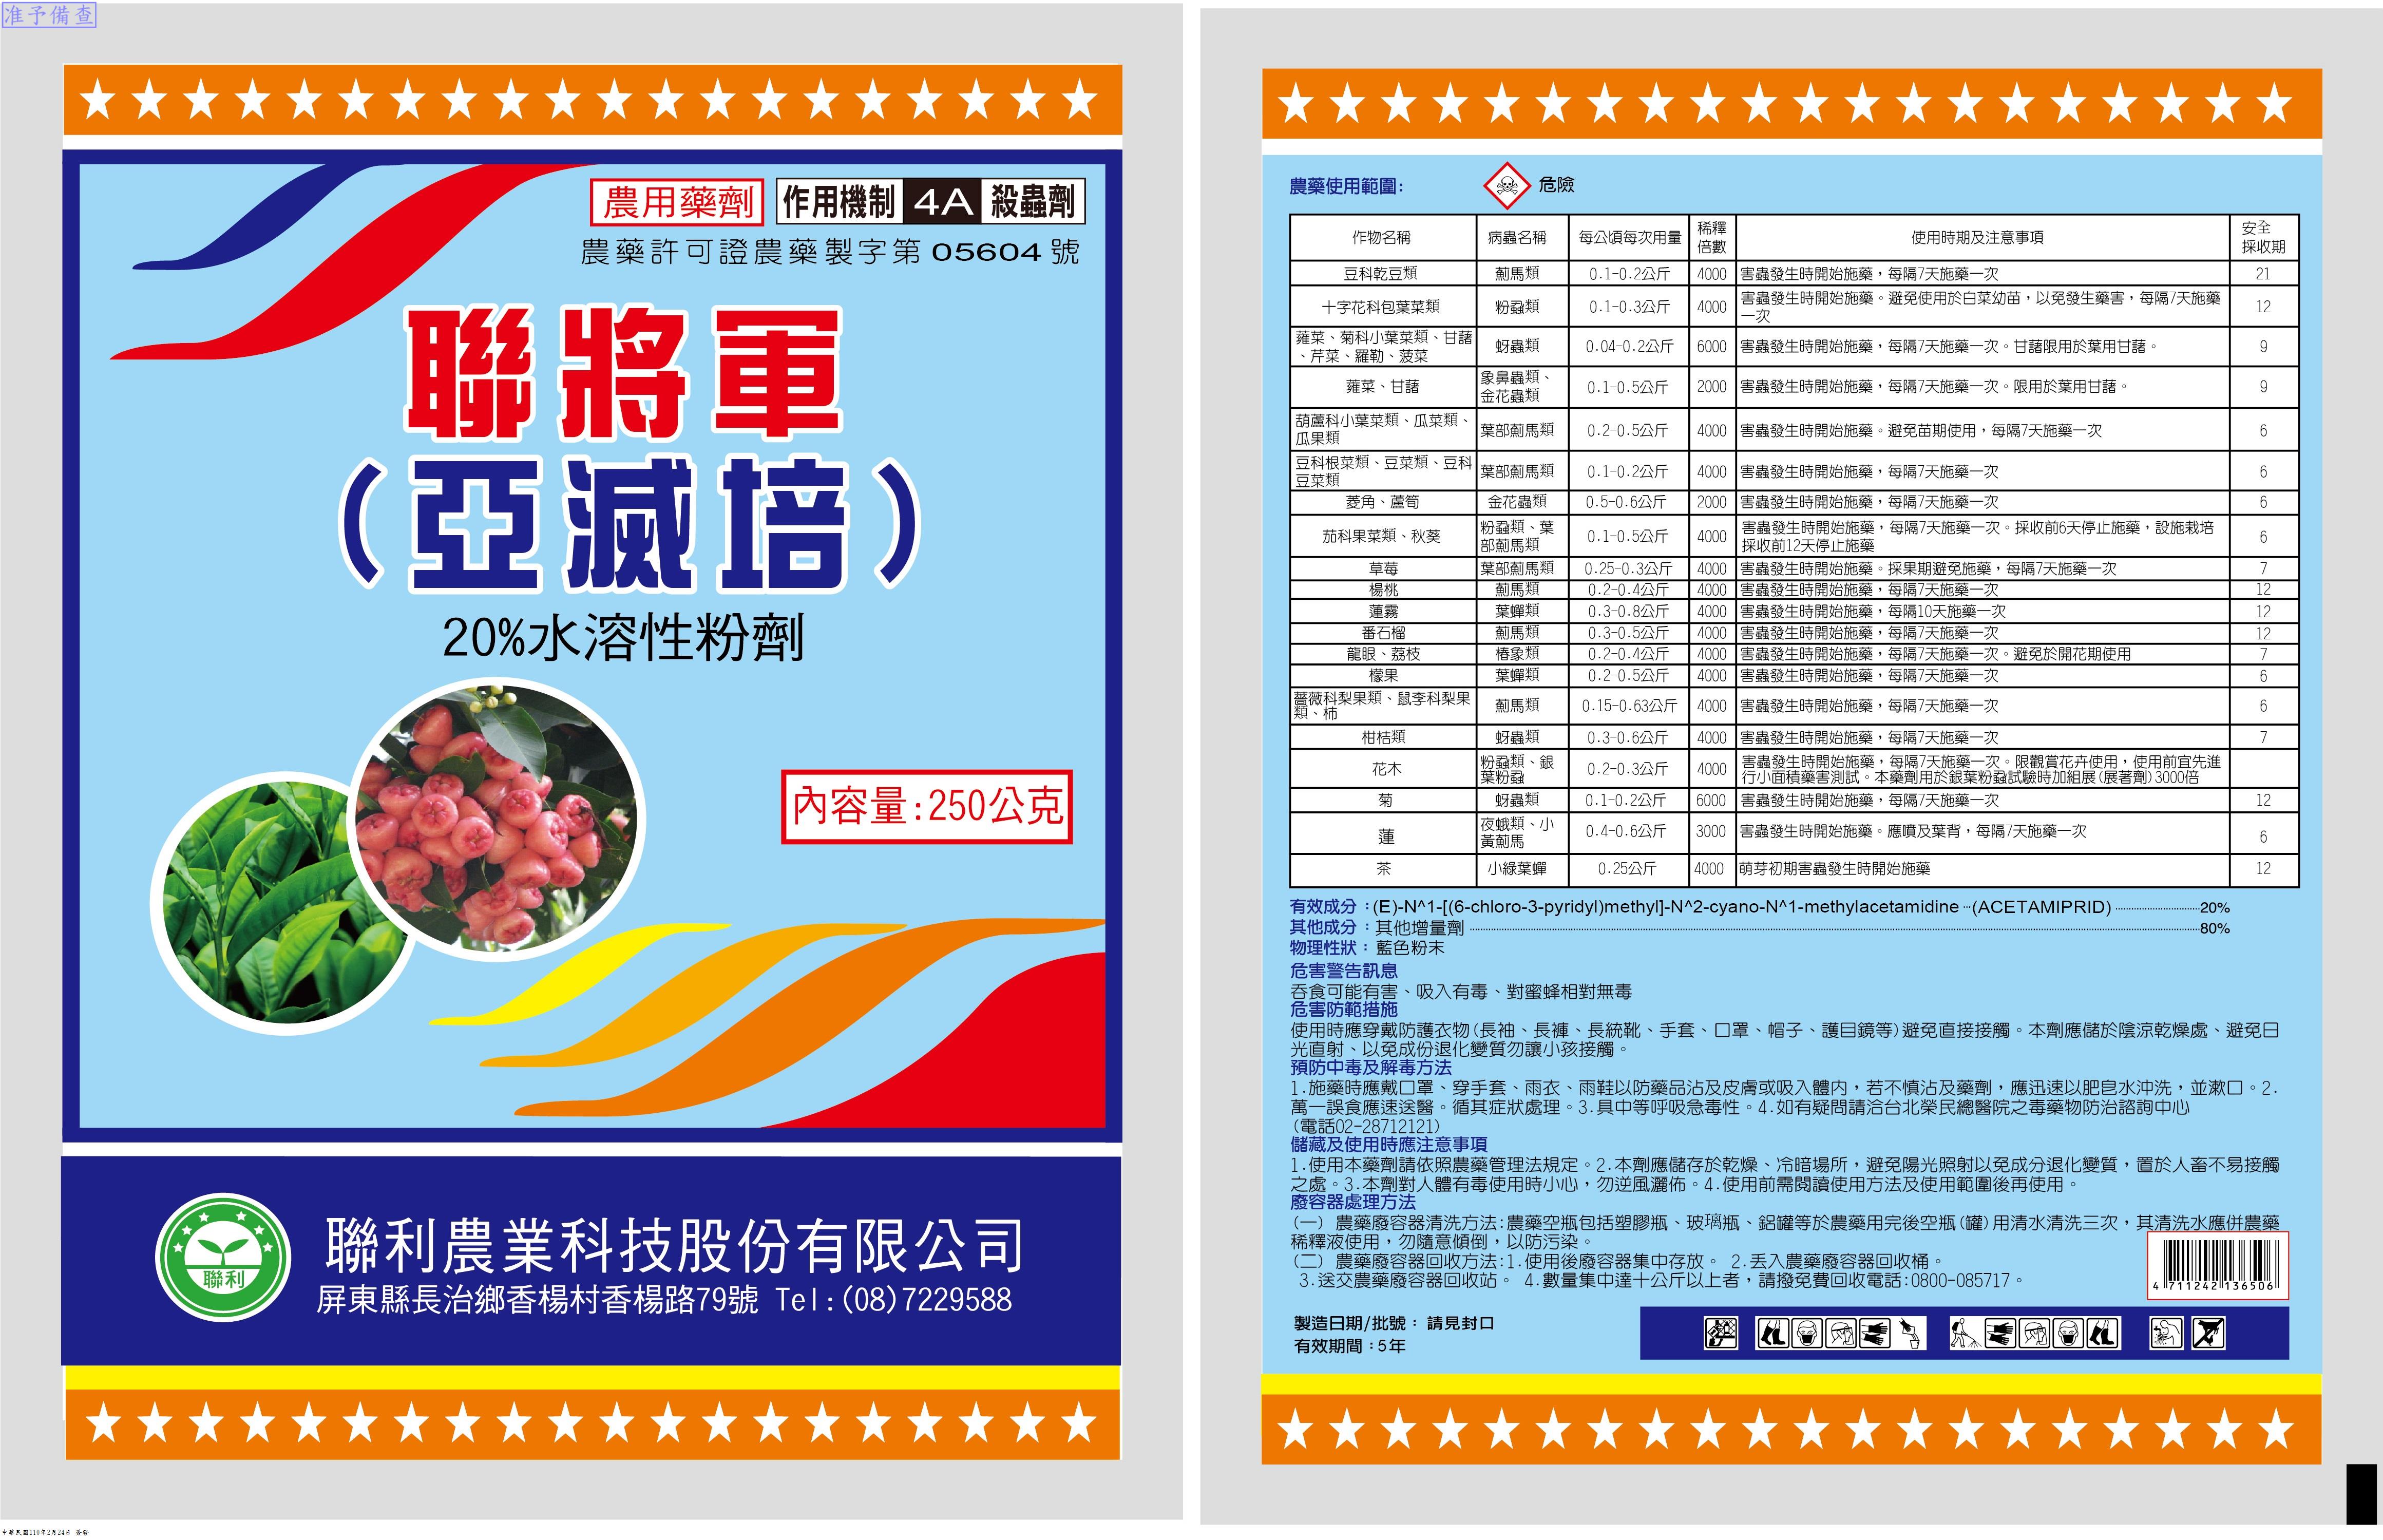 准予備查
農用藥劑 作用機制 4A 殺蟲劑
農藥許可證農藥製字第 05604 號
聯將軍
（亞滅培）
20%水溶性粉劑
內容量:250公克
聯利
聯利農業科技股份有限公司
屏東縣長治鄉香楊村香楊路79號 Tel:(08)7229588
中華民國110年2月24日 簽發
農藥使用範圍: 危險
作物名稱 病蟲名稱 每公頃每次用量 稀釋倍數 使用時期及注意事項 安全採收期
豆科乾豆類 薊馬類 0.1-0.2公斤 4000 害蟲發生時開始施藥，每隔7天施藥一次 21
十字花科包葉菜類 粉蝨類 0.1-0.3公斤 4000 害蟲發生時開始施藥。避免使用於白菜幼苗，以免發生藥害，每隔7天施藥一次 12
蕹菜、菊科小葉菜類、甘藷、芹菜、羅勒、菠菜 蚜蟲類 0.04-0.2公斤 6000 害蟲發生時開始施藥，每隔7天施藥一次。甘藷限用於葉用甘藷。 9
蕹菜、甘藷 象鼻蟲類、金花蟲類 0.1-0.5公斤 2000 害蟲發生時開始施藥，每隔7天施藥一次。限用於葉用甘藷。 9
葫蘆科小葉菜類、瓜菜類、瓜果類 葉部薊馬類 0.2-0.5公斤 4000 害蟲發生時開始施藥。避免苗期使用，每隔7天施藥一次 6
豆科根菜類、豆菜類、豆科豆菜類 葉部薊馬類 0.1-0.2公斤 4000 害蟲發生時開始施藥，每隔7天施藥一次 6
菱角、蘆筍 金花蟲類 0.5-0.6公斤 2000 害蟲發生時開始施藥，每隔7天施藥一次 6
茄科果菜類、秋葵 粉蝨類、葉部薊馬類 0.1-0.5公斤 4000 害蟲發生時開始施藥，每隔7天施藥一次。採收前6天停止施藥，設施栽培採收前12天停止施藥 6
草莓 葉部薊馬類 0.25-0.3公斤 4000 害蟲發生時開始施藥。採果期避免施藥，每隔7天施藥一次 7
楊桃 薊馬類 0.2-0.4公斤 4000 害蟲發生時開始施藥，每隔7天施藥一次 12
蓮霧 葉蟬類 0.3-0.8公斤 4000 害蟲發生時開始施藥，每隔10天施藥一次 12
番石榴 薊馬類 0.3-0.5公斤 4000 害蟲發生時開始施藥，每隔7天施藥一次 12
龍眼、荔枝 椿象類 0.2-0.4公斤 4000 害蟲發生時開始施藥，每隔7天施藥一次。避免於開花期使用 7
檬果 葉蟬類 0.2-0.5公斤 4000 害蟲發生時開始施藥，每隔7天施藥一次 6
薔薇科梨果類、鼠李科梨果類、柿 薊馬類 0.15-0.63公斤 4000 害蟲發生時開始施藥，每隔7天施藥一次 6
柑桔類 蚜蟲類 0.3-0.6公斤 4000 害蟲發生時開始施藥，每隔7天施藥一次 7
花木 粉蝨類、銀葉粉蝨 0.2-0.3公斤 4000 害蟲發生時開始施藥，每隔7天施藥一次。限觀賞花卉使用，使用前宜先進行小面積藥害測試。本藥劑用於銀葉粉蝨試驗時加組展(展著劑)3000倍
菊 蚜蟲類 0.1-0.2公斤 6000 害蟲發生時開始施藥，每隔7天施藥一次 12
蓮 夜蛾類、小黃薊馬 0.4-0.6公斤 3000 害蟲發生時開始施藥。應噴及葉背，每隔7天施藥一次 6
茶 小綠葉蟬 0.25公斤 4000 萌芽初期害蟲發生時開始施藥 12
有效成分：(E)-N^1-[(6-chloro-3-pyridyl)methyl]-N^2-cyano-N^1-methylacetamidine…(ACETAMIPRID)…20%
其他成分：其他增量劑…80%
物理性狀：藍色粉末
危害警告訊息
吞食可能有害、吸入有毒、對蜜蜂相對無毒
危害防範措施
使用時應穿戴防護衣物(長袖、長褲、長統靴、手套、口罩、帽子、護目鏡等)避免直接接觸。本劑應儲於陰涼乾燥處、避免日
光直射、以免成份退化變質勿讓小孩接觸。
預防中毒及解毒方法
1.施藥時應戴口罩、穿手套、雨衣、雨鞋以防藥品沾及皮膚或吸入體內，若不慎沾及藥劑，應迅速以肥皂水沖洗，並漱口。2.
萬一誤食應速送醫。循其症狀處理。3.具中等呼吸急毒性。4.如有疑問請洽台北榮民總醫院之毒藥物防治諮詢中心
(電話02-28712121)
儲藏及使用時應注意事項
1.使用本藥劑請依照農藥管理法規定。2.本劑應儲存於乾燥、冷暗場所，避免陽光照射以免成分退化變質，置於人畜不易接觸
之處。3.本劑對人體有毒使用時小心，勿逆風灑佈。4.使用前需閱讀使用方法及使用範圍後再使用。
廢容器處理方法
(一) 農藥廢容器清洗方法:農藥空瓶包括塑膠瓶、玻璃瓶、鋁罐等於農藥用完後空瓶(罐)用清水清洗三次，其清洗水應併農藥
稀釋液使用，勿隨意傾倒，以防污染。
(二) 農藥廢容器回收方法:1.使用後廢容器集中存放。 2.丟入農藥廢容器回收桶。
3.送交農藥廢容器回收站。 4.數量集中達十公斤以上者，請撥免費回收電話:0800-085717。
4 711242 136506
製造日期/批號：請見封口
有效期間：5年